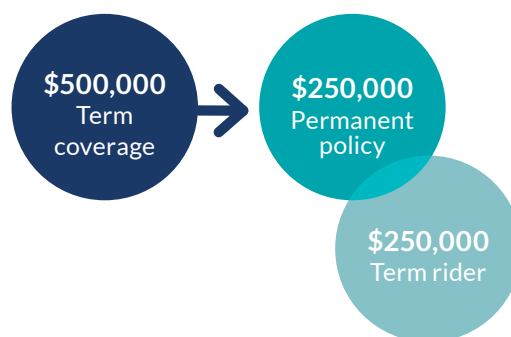 $500,000
Term
coverage
$250,000
Permanent
policy
$250,000
Term rider